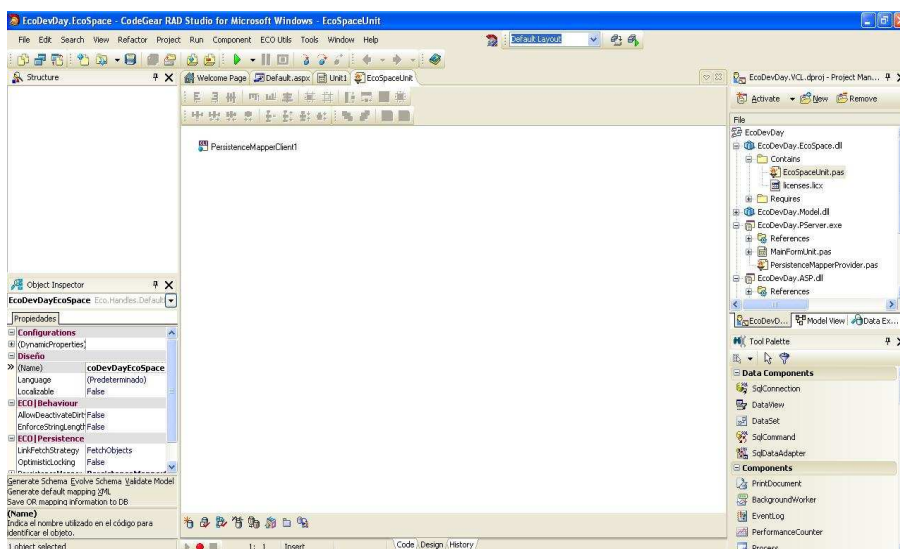 EcoDevDay.EcoSpace - CodeGear RAD Studio for Microsoft Windows - EcoSpaceUnit
File Edit Search View Refactor Project Run Component ECO Utils Tools Window Help
Default Layout
Structure
Welcome Page Default.aspx Unit1 EcoSpaceUnit
PersistenceMapperClient1
EcoDevDay.VCL.dproj - Project Man...
Activate New Remove
File
EcoDevDay
EcoDevDay.EcoSpace.dll
Contains
EcoSpaceUnit.pas
licenses.licx
Requires
EcoDevDay.Model.dll
EcoDevDay.PServer.exe
References
MainFormUnit.pas
PersistenceMapperProvider.pas
EcoDevDay.ASP.dll
References
EcoDevD... Model View Data Ex...
Object Inspector
EcoDevDayEcoSpace Eco.Handles.Default
Propiedades
Configurations
(DynamicProperties)
Diseño
(Name) coDevDayEcoSpace
Language (Predeterminado)
Localizable False
ECO|Behaviour
AllowDeactivateDirt False
EnforceStringLengt False
ECO|Persistence
LinkFetchStrategy FetchObjects
OptimisticLocking False
Generate Schema Evolve Schema Validate Model
Generate default mapping XML
Save OR mapping information to DB
(Name)
Indica el nombre utilizado en el código para
identificar el objeto.
1 object selected
1: 1 Insert
Code Design History
Tool Palette
Data Components
SqlConnection
DataView
DataSet
SqlCommand
SqlDataAdapter
Components
PrintDocument
BackgroundWorker
EventLog
PerformanceCounter
Process